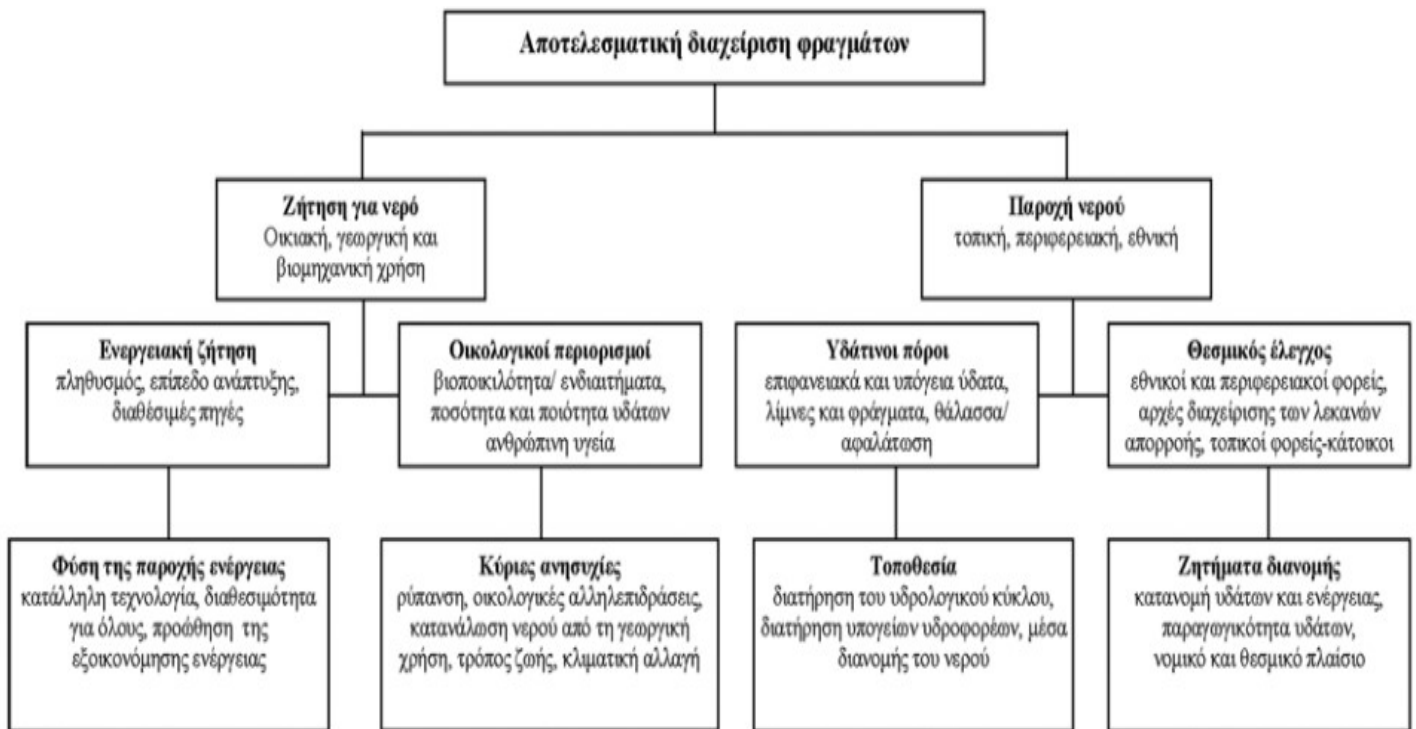 Αποτελεσματική διαχείριση φραγμάτων
Ζήτηση για νερό
Οικιακή, γεωργική και
βιομηχανική χρήση
Παροχή νερού
τοπική, περιφερειακή, εθνική
Ενεργειακή ζήτηση
πληθυσμός, επίπεδο ανάπτυξης,
διαθέσιμές πηγές
Οικολογικοί περιορισμοί
βιοποικιλότητα/ ενδιαιτήματα,
ποσότητα και ποιότητα υδάτων
ανθρώπινη υγεία
Υδάτινοι πόροι
επιφανειακά και υπόγεια ύδατα,
λίμνες και φράγματα, θάλασσα/
αφαλάτωση
Θεσμικός έλεγχος
εθνικοί και περιφερειακοί φορείς,
αρχές διαχείρισης των λεκανών
απορροής, τοπικοί φορείς-κάτοικοι
Φύση της παροχής ενέργειας
κατάλληλη τεχνολογία, διαθεσιμότητα
για όλους, προώθηση της
εξοικονόμησης ενέργειας
Κύριες ανησυχίες
ρύπανση, οικολογικές αλληλεπιδράσεις,
κατανάλωση νερού από τη γεωργική
χρήση, τρόπος ζωής, κλιματική αλλαγή
Τοποθεσία
διατήρηση του υδρολογικού κύκλου,
διατήρηση υπογείων υδροφορέων, μέσα
διανομής του νερού
Ζητήματα διανομής
κατανομή υδάτων και ενέργειας,
παραγωγικότητα υδάτων,
νομικό και θεσμικό πλαίσιο